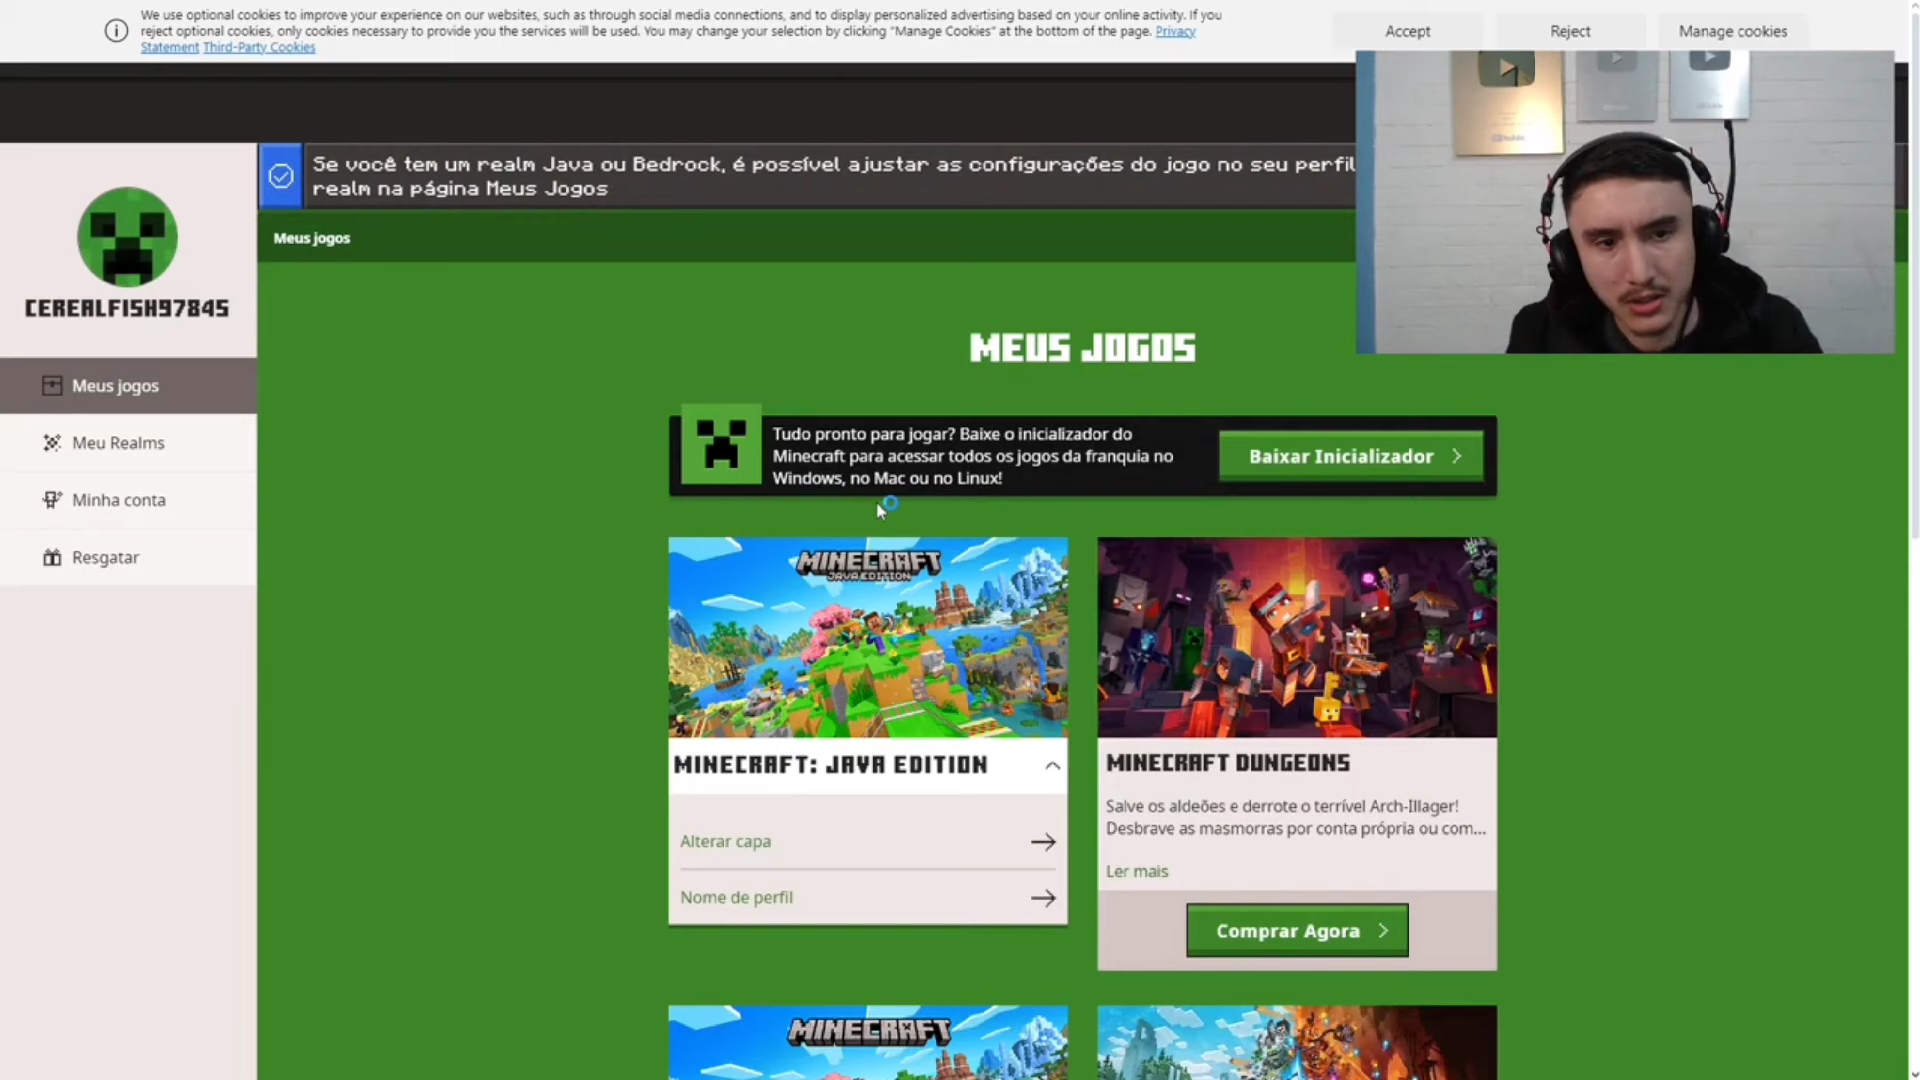 We use optional cookies to improve your experience on our websites, such as through social media connections, and to display personalized advertising based on your online activity. If you
reject optional cookies, only cookies necessary to provide you the services will be used. You may change your selection by clicking "Manage Cookies" at the bottom of the page. Privacy
Statement Third-Party Cookies
Accept
Reject
Manage cookies
Se você tem um realm Java ou Bedrock, é possível ajustar as configurações do jogo no seu perfil
realm na página Meus Jogos
CEREALFISH97845
Meus jogos
Meu Realms
Minha conta
Resgatar
Meus jogos
MEUS JOGOS
Tudo pronto para jogar? Baixe o inicializador do
Minecraft para acessar todos os jogos da franquia no
Windows, no Mac ou no Linux!
Baixar Inicializador
MINECRAFT
JAVA EDITION
MINECRAFT: JAVA EDITION
Alterar capa
Nome de perfil
MINECRAFT DUNGEONS
Salve os aldeões e derrote o terrível Arch-Illager!
Desbrave as masmorras por conta própria ou com...
Ler mais
Comprar Agora
MINECRAFT